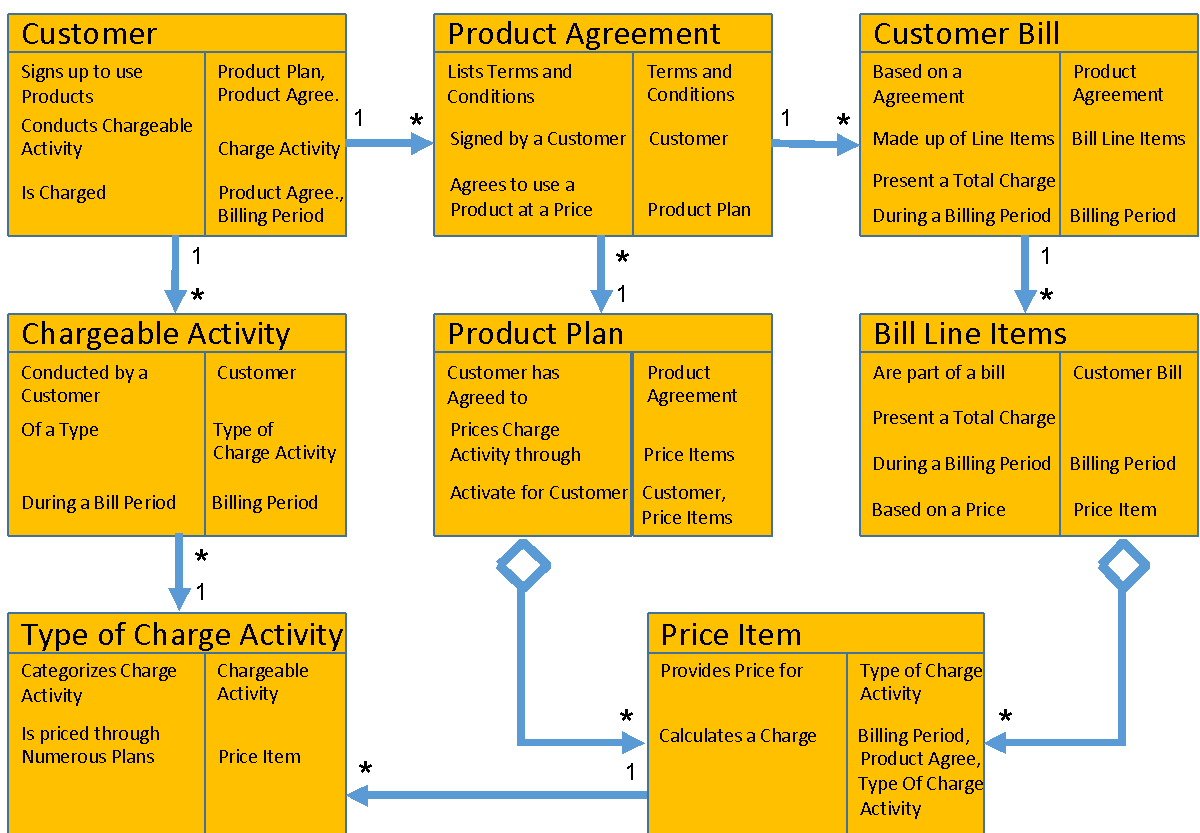 Customer
Signs up to use
Products
Product Plan,
Product Agree.
Conducts Chargeable
Activity
Charge Activity
Is Charged
Product Agree.,
Billing Period
1
*
Product Agreement
Lists Terms and
Conditions
Terms and
Conditions
Signed by a Customer
Customer
Agrees to use a
Product at a Price
Product Plan
1
*
Customer Bill
Based on a
Agreement
Product
Agreement
Made up of Line Items
Bill Line Items
Present a Total Charge
During a Billing Period
Billing Period
1
*
*
1
1
*
Chargeable Activity
Conducted by a
Customer
Customer
Of a Type
Type of
Charge Activity
During a Bill Period
Billing Period
Product Plan
Customer has
Agreed to
Product
Agreement
Prices Charge
Activity through
Price Items
Activate for Customer
Customer,
Price Items
Bill Line Items
Are part of a bill
Customer Bill
Present a Total Charge
During a Billing Period
Billing Period
Based on a Price
Price Item
*
1
Type of Charge Activity
Categorizes Charge
Activity
Chargeable
Activity
Is priced through
Numerous Plans
Price Item
*
1
*
Price Item
Provides Price for
Type of Charge
Activity
Calculates a Charge
Billing Period,
Product Agree,
Type Of Charge
Activity
*